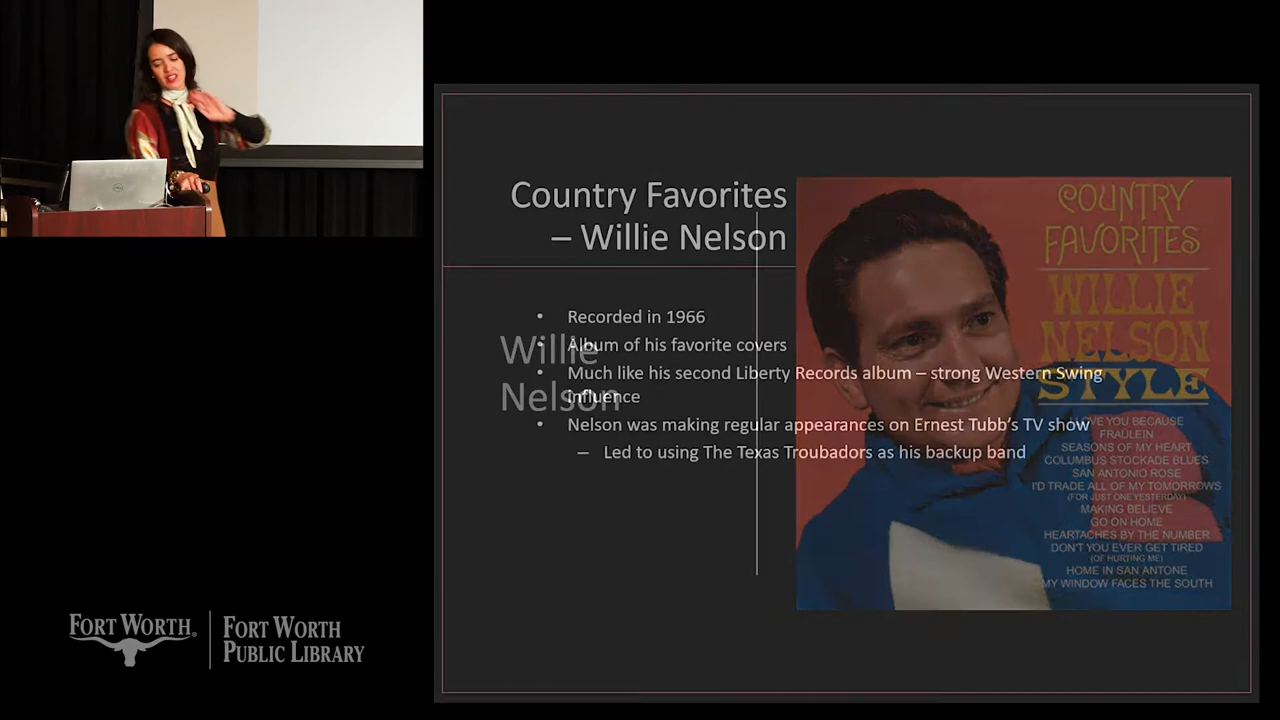 Country Favorites
– Willie Nelson
• Recorded in 1966
• Album of his favorite covers
• Much like his second Liberty Records album – strong Western Swing
influence
• Nelson was making regular appearances on Ernest Tubb's TV show
– Led to using The Texas Troubadors as his backup band
Willie
Nelson
COUNTRY
FAVORITES
WILLIE
NELSON
STYLE
I LOVE YOU BECAUSE
FRAULEIN
SEASONS OF MY HEART
COLUMBUS STOCKADE BLUES
SAN ANTONIO ROSE
I'D TRADE ALL OF MY TOMORROWS
(FOR JUST ONE YESTERDAY)
MAKING BELIEVE
GO ON HOME
HEARTACHES BY THE NUMBER
DON'T YOU EVER GET TIRED
(OF HURTING ME)
HOME IN SAN ANTONE
MY WINDOW FACES THE SOUTH
DELL
FORT WORTH®
FORT WORTH
PUBLIC LIBRARY